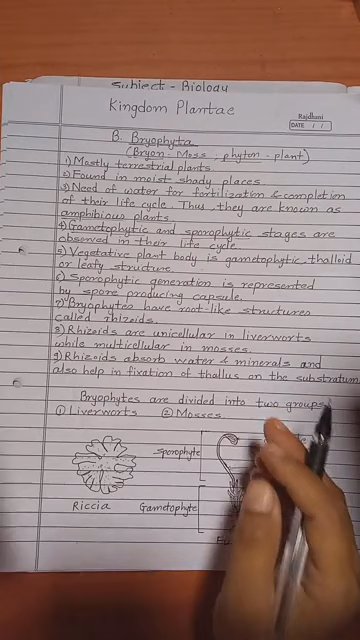 Subject - Biology
Kingdom Plantae
Rajdhani
DATE / /
B. Bryophyta
(Bryon - Moss ; phyton - plant)
1) Mostly terrestrial plants.
2) Found in moist shady places
3) Need of water for fertilization & completion
of their life cycle. Thus, they are known as
amphibious plants.
4) Gametophytic and sporophytic stages are
observed in their life cycle.
5) Vegetative plant body is gametophytic, thalloid
or leafy structure.
6) Sporophytic generation is represented
by spore producing capsule.
7) Bryophytes have root-like structures
called rhizoids.
8) Rhizoids are unicellular in liverworts
while multicellular in mosses.
9) Rhizoids absorb water & minerals and
also help in fixation of thallus on the substratum
Bryophytes are divided into two groups
① Liverworts ② Mosses
Sporophyte
Riccia
Gametophyte